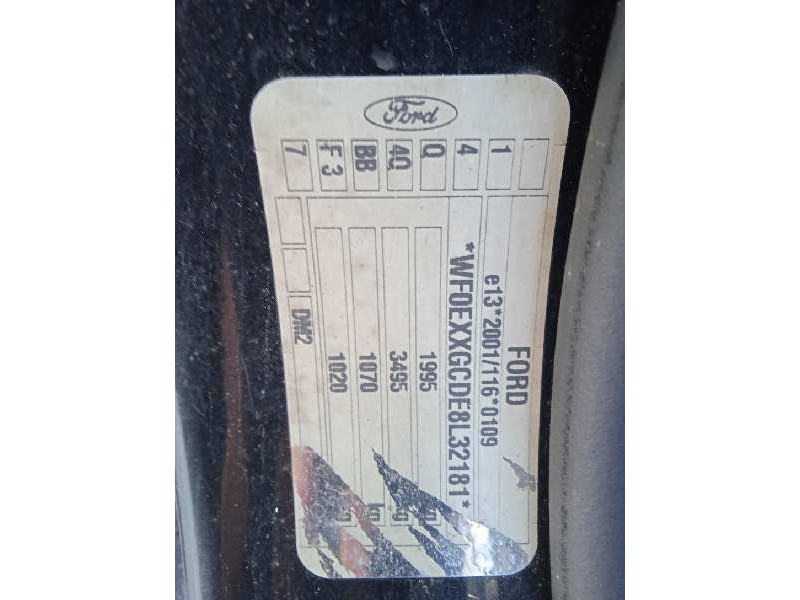 Ford
FORD
e13*2001/116*0109
*WF0EXXGCDE8L32181*
1995
3495
1070
1020
DM2
1
4
Q
4Q
BB
F 3
7